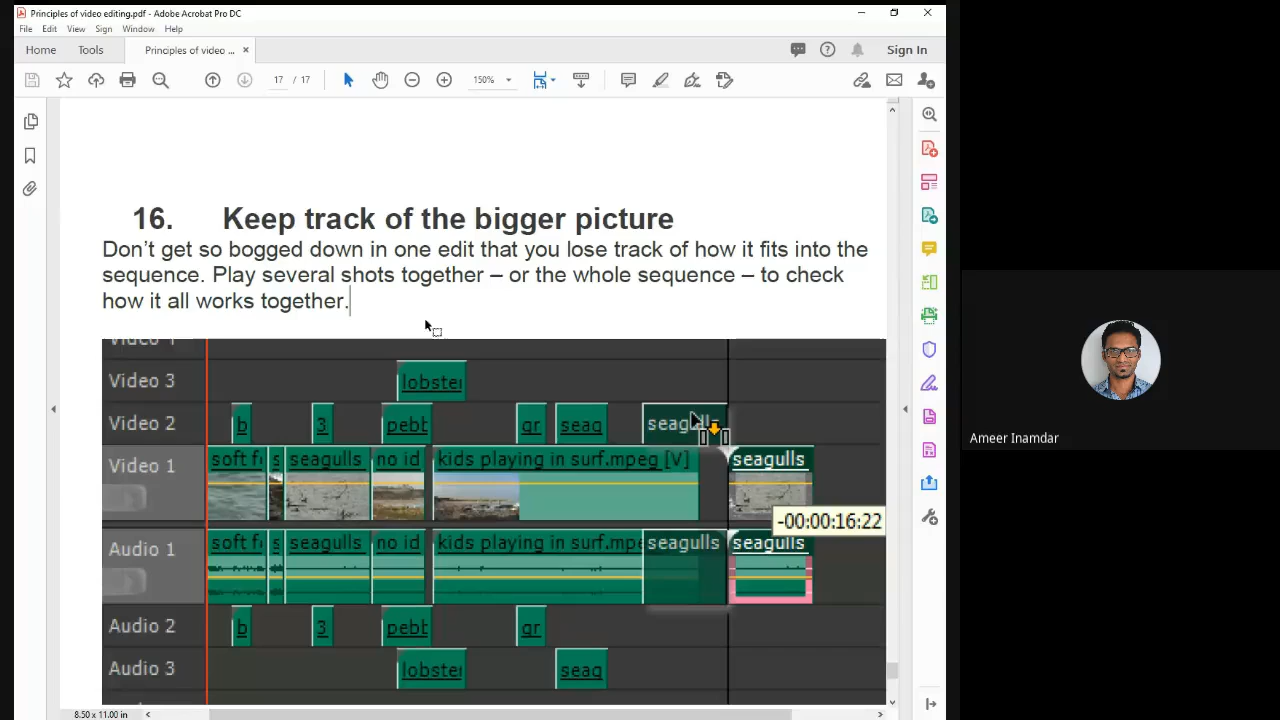 Principles of video editing.pdf - Adobe Acrobat Pro DC
File Edit View Sign Window Help
Home Tools Principles of video ... × Sign In
17 / 17 150%
16. Keep track of the bigger picture
Don’t get so bogged down in one edit that you lose track of how it fits into the
sequence. Play several shots together – or the whole sequence – to check
how it all works together.
Video 3 lobster
Video 2 b 3 pebb gr seag seagulls
Video 1 soft f s seagulls no id kids playing in surf.mpeg [V] seagulls
-00:00:16:22
Audio 1 soft f s seagulls no id kids playing in surf.mpe seagulls seagulls
Audio 2 b 3 pebb gr
Audio 3 lobster seag
8.50 x 11.00 in
Ameer Inamdar